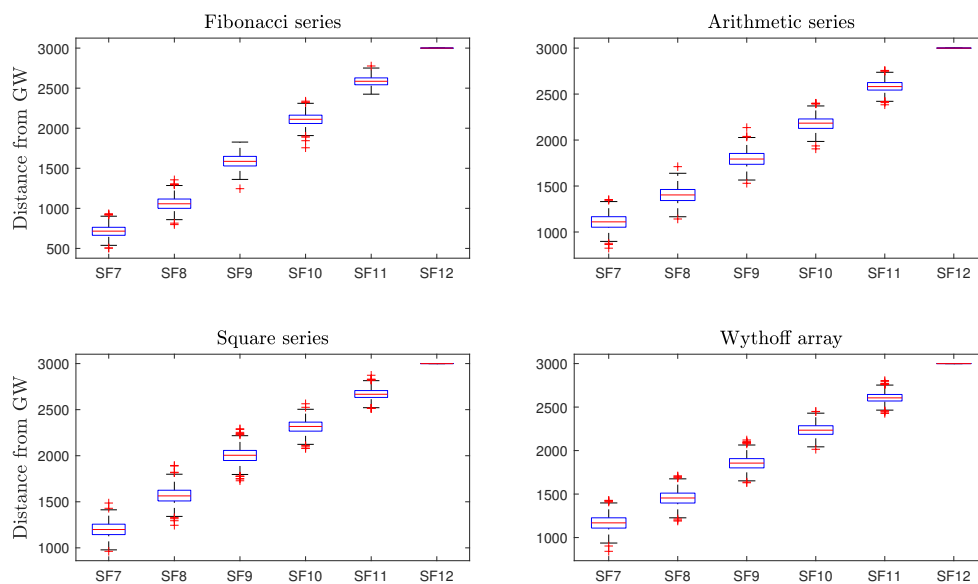 Fibonacci series
Distance from GW
3000
2500
2000
1500
1000
500
SF7 SF8 SF9 SF10 SF11 SF12
Arithmetic series
3000
2500
2000
1500
1000
SF7 SF8 SF9 SF10 SF11 SF12
Square series
Distance from GW
3000
2500
2000
1500
1000
SF7 SF8 SF9 SF10 SF11 SF12
Wythoff array
3000
2500
2000
1500
1000
SF7 SF8 SF9 SF10 SF11 SF12